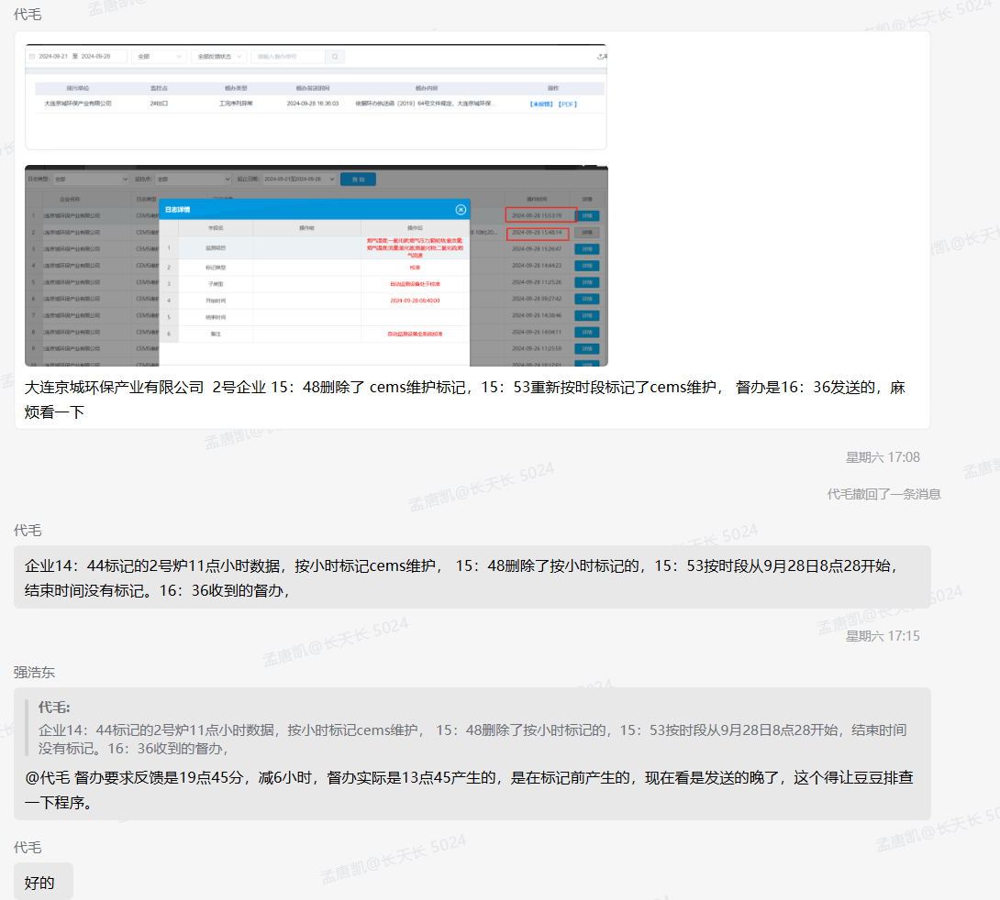 代毛
2024-09-21 至 2024-09-28 全部 全部反馈状态 请输入督办单号
排污单位 监控点 督办类型 督办发送时间 督办内容 操作
大连京城环保产业有限公司 2#出口 工况序列异常 2024-09-28 16:36:03 依据环办执法函〔2019〕64号文件规定，大连京城环保... 【未反馈】【PDF】
日志类型: 全部 监控点: 全部 起止日期: 2024-09-21至2024-09-28 查 询
企业名称 日志类型 操作时间 详情
日志详情
字段名 操作前 操作后
1 连京城环保产业有限公司 CEMS维护 2024-09-28 15:53:19 详情
2 连京城环保产业有限公司 CEMS维护 2024-09-28 15:48:14 详情
3 连京城环保产业有限公司 CEMS维护 2024-09-28 15:26:47 详情
4 连京城环保产业有限公司 CEMS维护 2024-09-28 14:44:23 详情
5 连京城环保产业有限公司 CEMS维护 2024-09-28 11:25:26 详情
6 连京城环保产业有限公司 CEMS维护 2024-09-28 09:27:42 详情
7 连京城环保产业有限公司 CEMS维护 2024-09-26 14:38:46 详情
8 连京城环保产业有限公司 CEMS维护 2024-09-26 14:04:11 详情
9 连京城环保产业有限公司 CEMS维护 2024-09-26 11:25:50 详情
1 监测项目
2 标记类型 校准
3 子类型 自动监测设备处于校准
4 开始时间 2024-09-28 08:40:00
5 结束时间
6 备注 自动监测设备全系统校准
大连京城环保产业有限公司 2号企业 15：48删除了 cems维护标记，15：53重新按时段标记了cems维护， 督办是16：36发送的，麻
烦看一下
星期六 17:08
代毛撤回了一条消息
代毛
企业14：44标记的2号炉11点小时数据，按小时标记cems维护， 15：48删除了按小时标记的，15：53按时段从9月28日8点28开始，
结束时间没有标记。16：36收到的督办，
星期六 17:15
强浩东
代毛:
企业14：44标记的2号炉11点小时数据，按小时标记cems维护， 15：48删除了按小时标记的，15：53按时段从9月28日8点28开始，结束时间
没有标记。16：36收到的督办，
@代毛 督办要求反馈是19点45分，减6小时，督办实际是13点45产生的，是在标记前产生的，现在看是发送的晚了，这个得让豆豆排查
一下程序。
代毛
好的
孟唐凯@长天长 5024